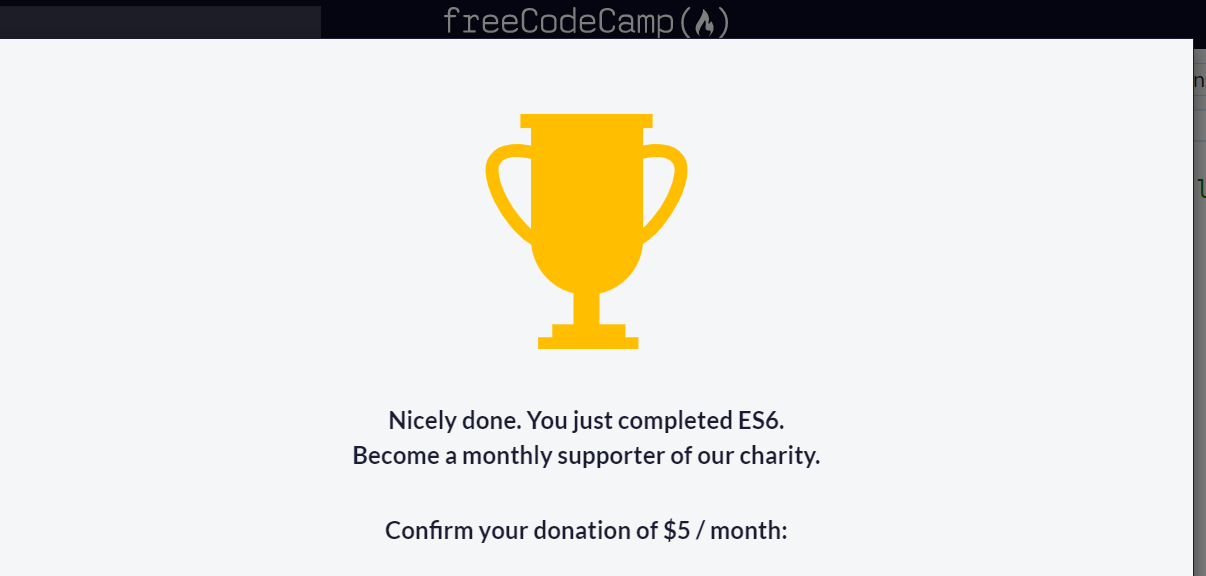 freeCodeCamp(🔥)
Nicely done. You just completed ES6.
Become a monthly supporter of our charity.
Confirm your donation of $5 / month: